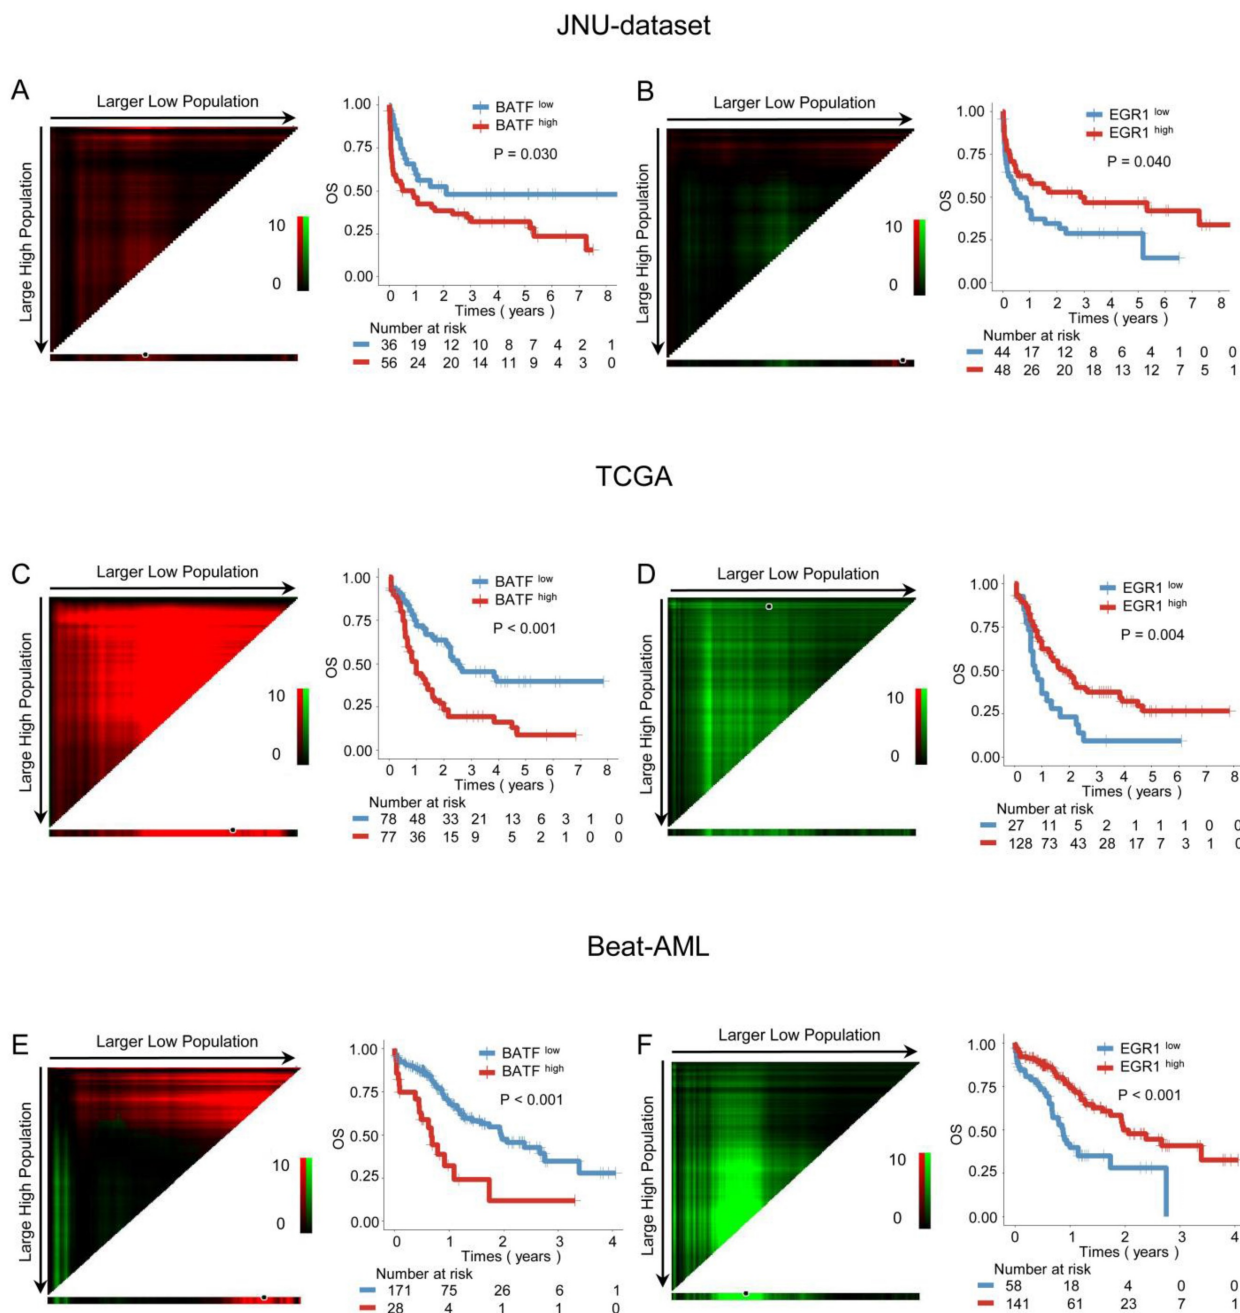 JNU-dataset
A
Larger Low Population
Large High Population
10
0
BATF low
BATF high
P = 0.030
OS
1.00
0.75
0.50
0.25
0.00
0 1 2 3 4 5 6 7 8
Times ( years )
Number at risk
36 19 12 10 8 7 4 2 1
56 24 20 14 11 9 4 3 0
B
Larger Low Population
Large High Population
10
0
EGR1 low
EGR1 high
P = 0.040
OS
1.00
0.75
0.50
0.25
0.00
0 1 2 3 4 5 6 7 8
Times ( years )
Number at risk
44 17 12 8 6 4 1 0 0
48 26 20 18 13 12 7 5 1
TCGA
C
Larger Low Population
Large High Population
10
0
BATF low
BATF high
P < 0.001
OS
1.00
0.75
0.50
0.25
0.00
0 1 2 3 4 5 6 7 8
Times ( years )
Number at risk
78 48 33 21 13 6 3 1 0
77 36 15 9 5 2 1 0 0
D
Larger Low Population
Large High Population
10
0
EGR1 low
EGR1 high
P = 0.004
OS
1.00
0.75
0.50
0.25
0.00
0 1 2 3 4 5 6 7 8
Times ( years )
Number at risk
27 11 5 2 1 1 1 0 0
128 73 43 28 17 7 3 1 0
Beat-AML
E
Larger Low Population
Large High Population
10
0
BATF low
BATF high
P < 0.001
OS
1.00
0.75
0.50
0.25
0.00
0 1 2 3 4
Times ( years )
Number at risk
171 75 26 6 1
28 4 1 1 0
F
Larger Low Population
Large High Population
10
0
EGR1 low
EGR1 high
P < 0.001
OS
1.00
0.75
0.50
0.25
0.00
0 1 2 3 4
Times ( years )
Number at risk
58 18 4 0 0
141 61 23 7 1